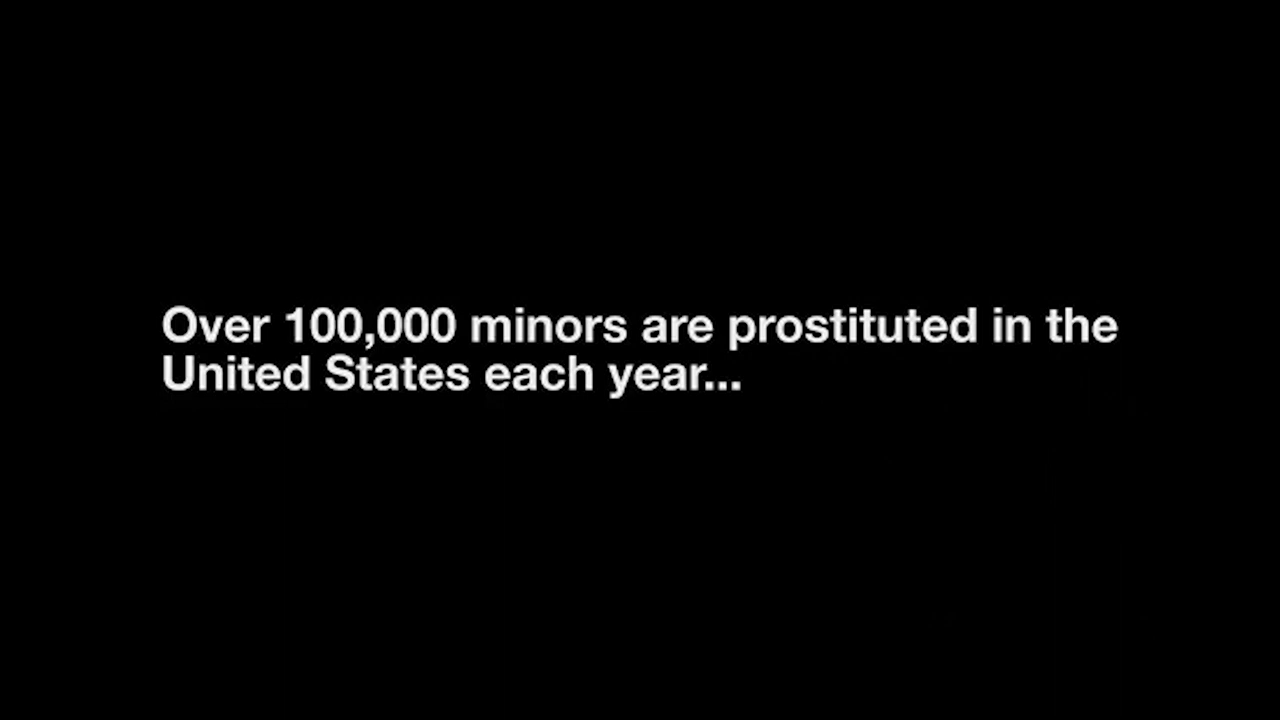 Over 100,000 minors are prostituted in the
United States each year...